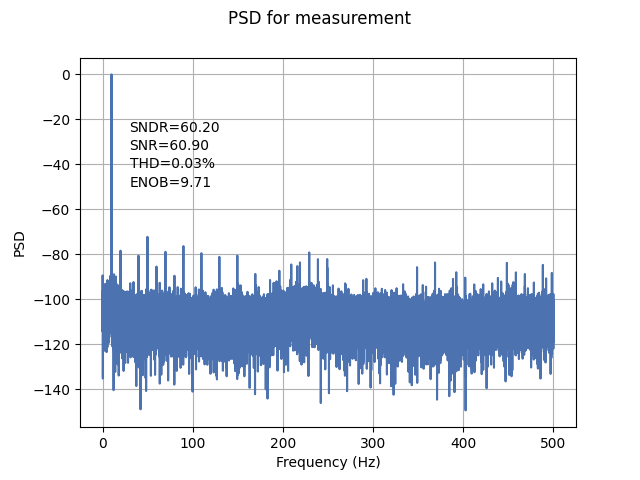 PSD for measurement
0
−20
−40
−60
−80
−100
−120
−140
PSD
SNDR=60.20
SNR=60.90
THD=0.03%
ENOB=9.71
0 100 200 300 400 500
Frequency (Hz)